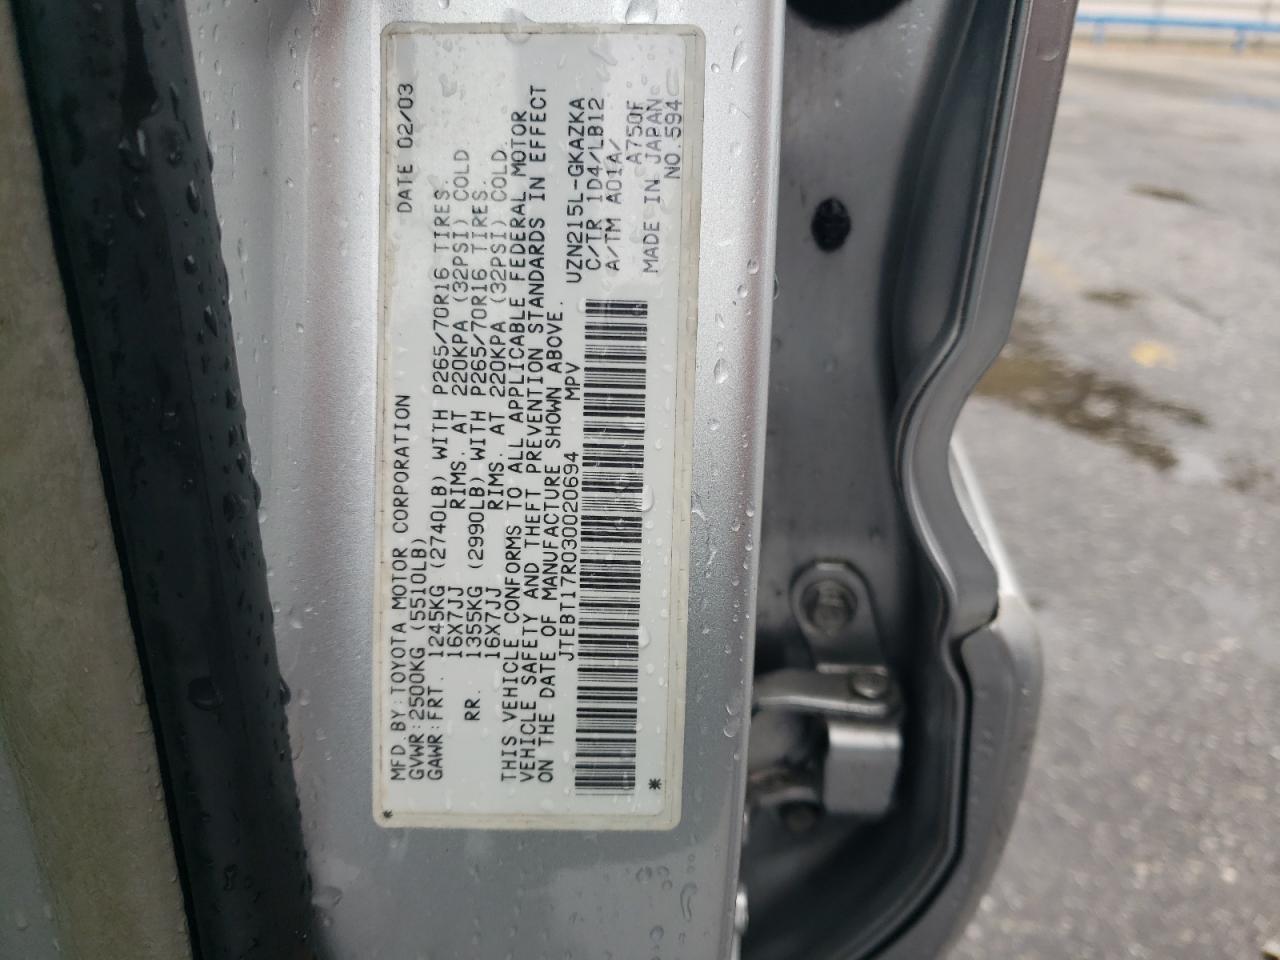 MFD.BY:TOYOTA MOTOR CORPORATION DATE 02/03
GVWR:2500KG(5510LB)
GAWR:FRT. 1245KG (2740LB) WITH P265/70R16 TIRES.
16X7JJ RIMS. AT 220KPA (32PSI) COLD
RR. 1355KG (2990LB)WITH P265/70R16 TIRES.
16X7JJ RIMS. AT 220KPA (32PSI) COLD.
THIS VEHICLE CONFORMS TO ALL APPLICABLE FEDERAL MOTOR
VEHICLE SAFETY AND THEFT PREVENTION STANDARDS IN EFFECT
ON THE DATE OF MANUFACTURE SHOWN ABOVE.
JTEBT17R030020694 MPV
UZN215L-GKAZKA
C/TR 1D4/LB12
A/TM A01A/
A750F
MADE IN JAPAN
NO.594
* *